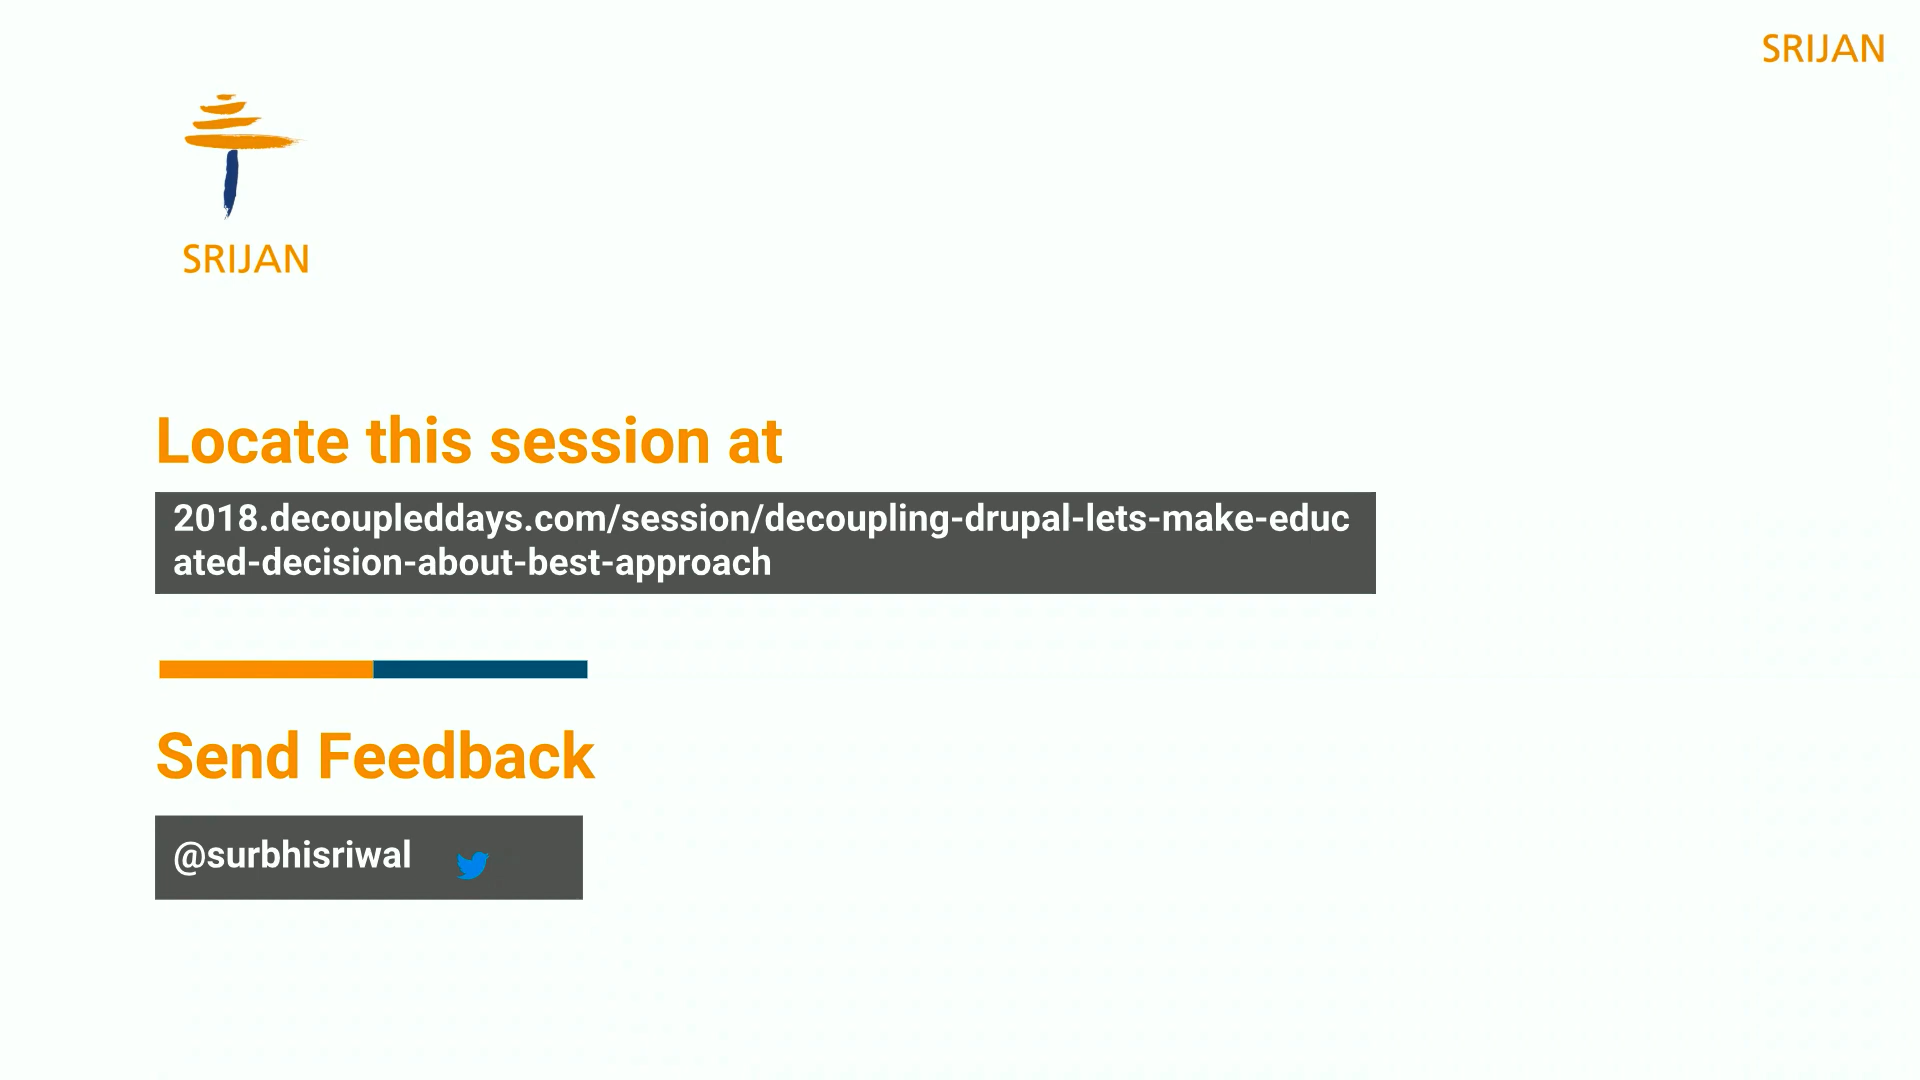 SRIJAN
SRIJAN
Locate this session at
2018.decoupleddays.com/session/decoupling-drupal-lets-make-educ
ated-decision-about-best-approach
Send Feedback
@surbhisriwal